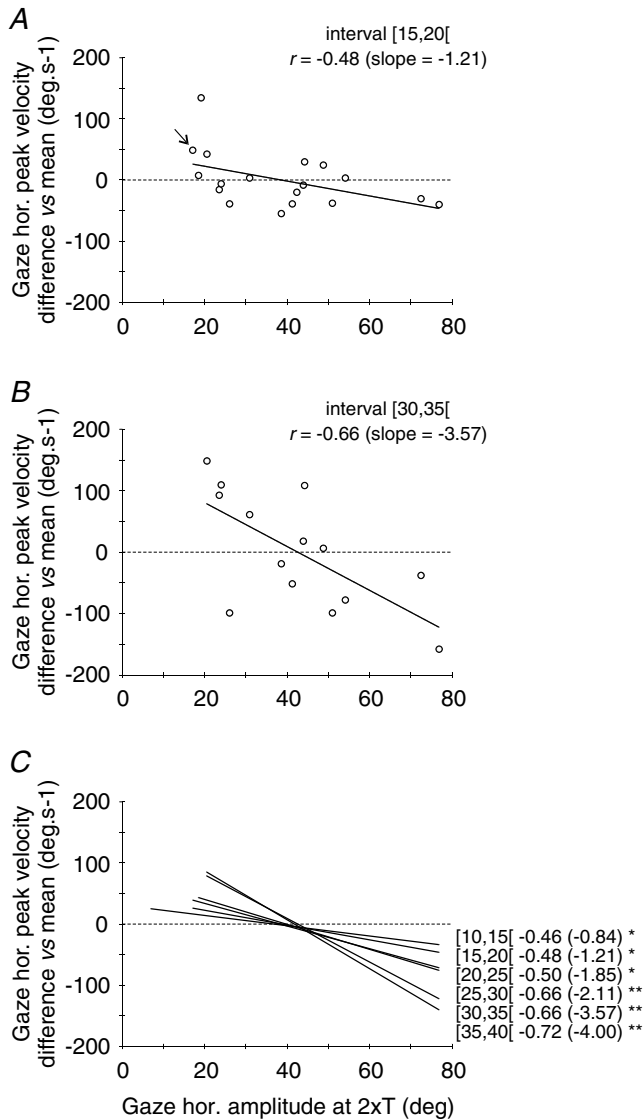 A
interval [15,20[
r = -0.48 (slope = -1.21)
Gaze hor. peak velocity
difference vs mean (deg.s-1)
200
100
0
-100
-200
0 20 40 60 80
B
interval [30,35[
r = -0.66 (slope = -3.57)
Gaze hor. peak velocity
difference vs mean (deg.s-1)
200
100
0
-100
-200
0 20 40 60 80
C
Gaze hor. peak velocity
difference vs mean (deg.s-1)
200
100
0
-100
-200
[10,15[ -0.46 (-0.84) *
[15,20[ -0.48 (-1.21) *
[20,25[ -0.50 (-1.85) *
[25,30[ -0.66 (-2.11) **
[30,35[ -0.66 (-3.57) **
[35,40[ -0.72 (-4.00) **
0 20 40 60 80
Gaze hor. amplitude at 2xT (deg)